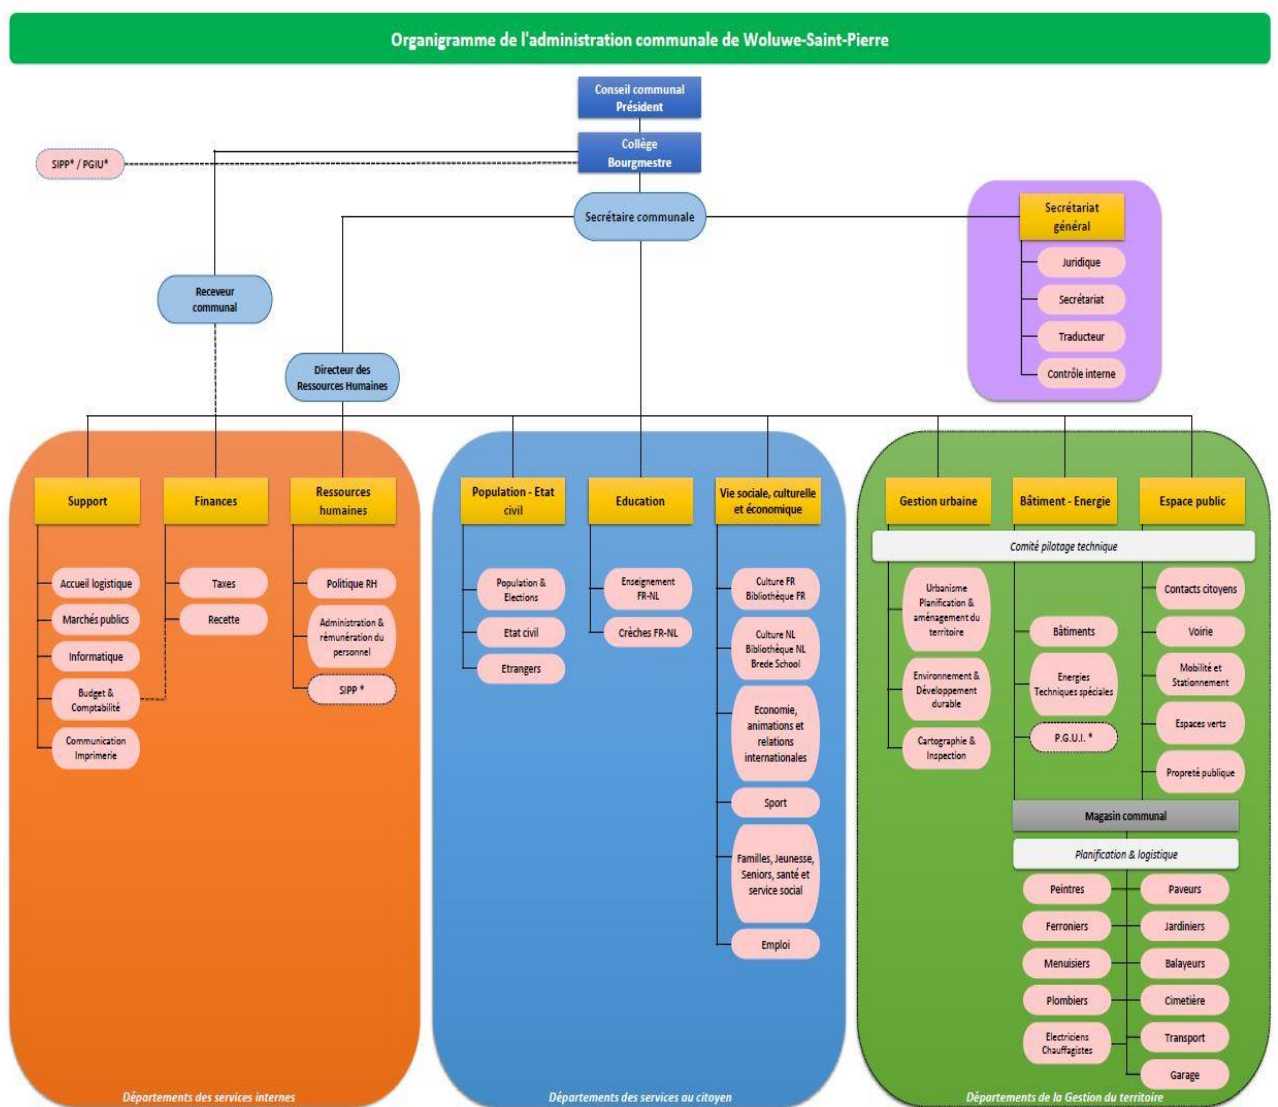 Organigramme de l'administration communale de Woluwe-Saint-Pierre
Conseil communal
Président
Collège
Bourgmestre
SIPP* / PGIU*
Secrétaire communale
Secrétariat
général
Juridique
Secrétariat
Traducteur
Contrôle interne
Receveur
communal
Directeur des
Ressources Humaines
Support
Accueil logistique
Marchés publics
Informatique
Budget &
Comptabilité
Communication
Imprimerie
Finances
Taxes
Recette
Ressources
humaines
Politique RH
Administration &
rémunération du
personnel
SIPP *
Départements des services internes
Population - Etat
civil
Population &
Elections
Etat civil
Etrangers
Education
Enseignement
FR-NL
Crèches FR-NL
Vie sociale, culturelle
et économique
Culture FR
Bibliothèque FR
Culture NL
Bibliothèque NL
Brede School
Economie,
animations et
relations
internationales
Sport
Familles, Jeunesse,
Seniors, santé et
service social
Emploi
Départements des services au citoyen
Gestion urbaine
Bâtiment - Energie
Espace public
Comité pilotage technique
Urbanisme
Planification &
aménagement du
territoire
Environnement &
Développement
durable
Cartographie &
Inspection
Bâtiments
Energies
Techniques spéciales
P.G.U.I. *
Contacts citoyens
Voirie
Mobilité et
Stationnement
Espaces verts
Propreté publique
Magasin communal
Planification & logistique
Peintres
Ferroniers
Menuisiers
Plombiers
Electriciens
Chauffagistes
Paveurs
Jardiniers
Balayeurs
Cimetière
Transport
Garage
Départements de la Gestion du territoire